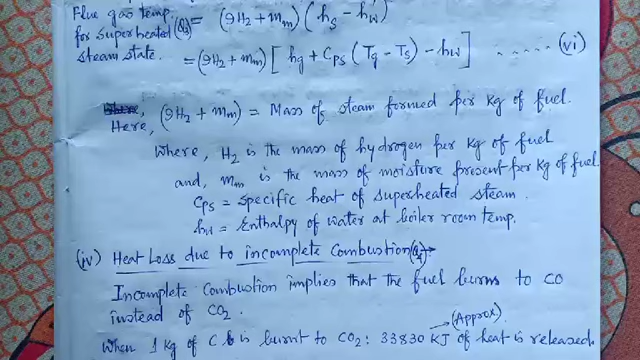 Flue gas temp. = (9H2 + mm) (hs - hw)
for superheated (Q3)
steam state. = (9H2 + mm) [ hg + Cps (Tg - Ts) - hw ] ...... (vi)
Here, (9H2 + mm) = Mass of steam formed per kg of fuel.
Where, H2 is the mass of hydrogen per kg of fuel
and, mm is the mass of moisture present per kg of fuel.
Cps = Specific heat of superheated steam.
hw = Enthalpy of water at boiler room temp.
(iv) Heat Loss due to incomplete Combustion (Q4) →
Incomplete Combustion implies that the fuel burns to CO
instead of CO2.
(Approx)
When 1 kg of C is burnt to CO2: 33830 KJ of heat is released.